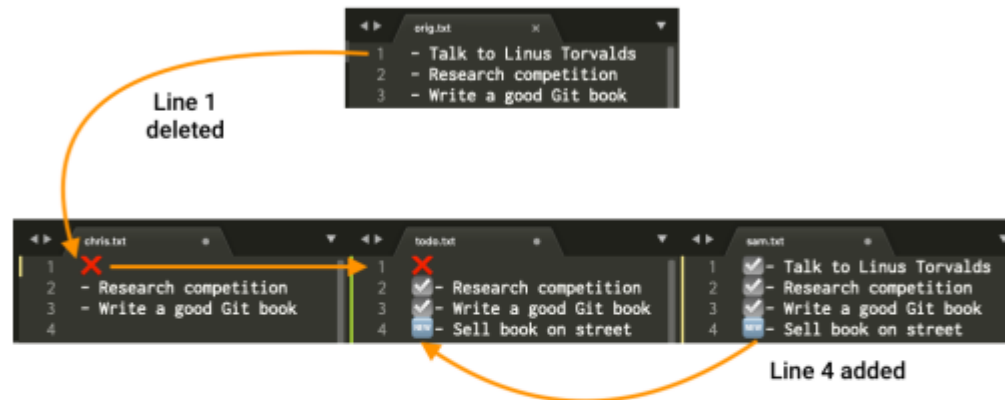 orig.txt
1 - Talk to Linus Torvalds
2 - Research competition
3 - Write a good Git book
Line 1
deleted
chris.txt
1
2 - Research competition
3 - Write a good Git book
4
todo.txt
1
2 - Research competition
3 - Write a good Git book
4 NEW - Sell book on street
sam.txt
1 - Talk to Linus Torvalds
2 - Research competition
3 - Write a good Git book
4 NEW - Sell book on street
Line 4 added